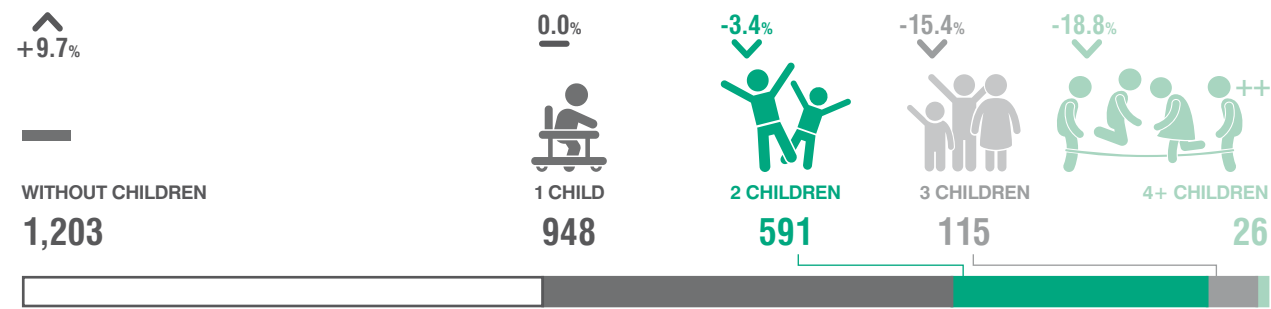 +9.7%
0.0%
-3.4%
-15.4%
-18.8%
++
WITHOUT CHILDREN
1 CHILD
2 CHILDREN
3 CHILDREN
4+ CHILDREN
1,203
948
591
115
26